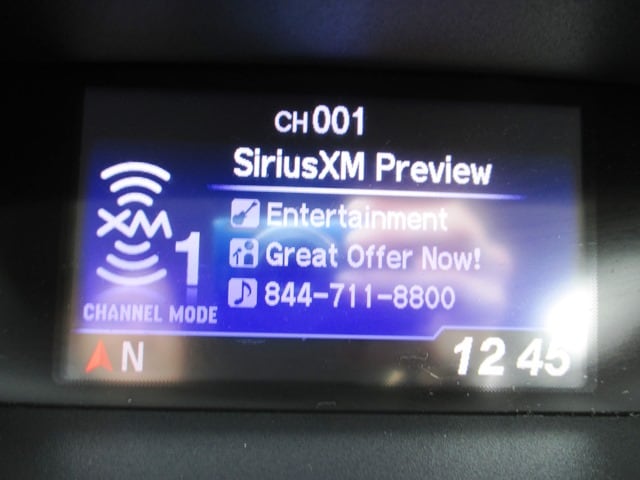 CH001
SiriusXM Preview
Entertainment
Great Offer Now!
844-711-8800
XM 1
CHANNEL MODE
N
12 45